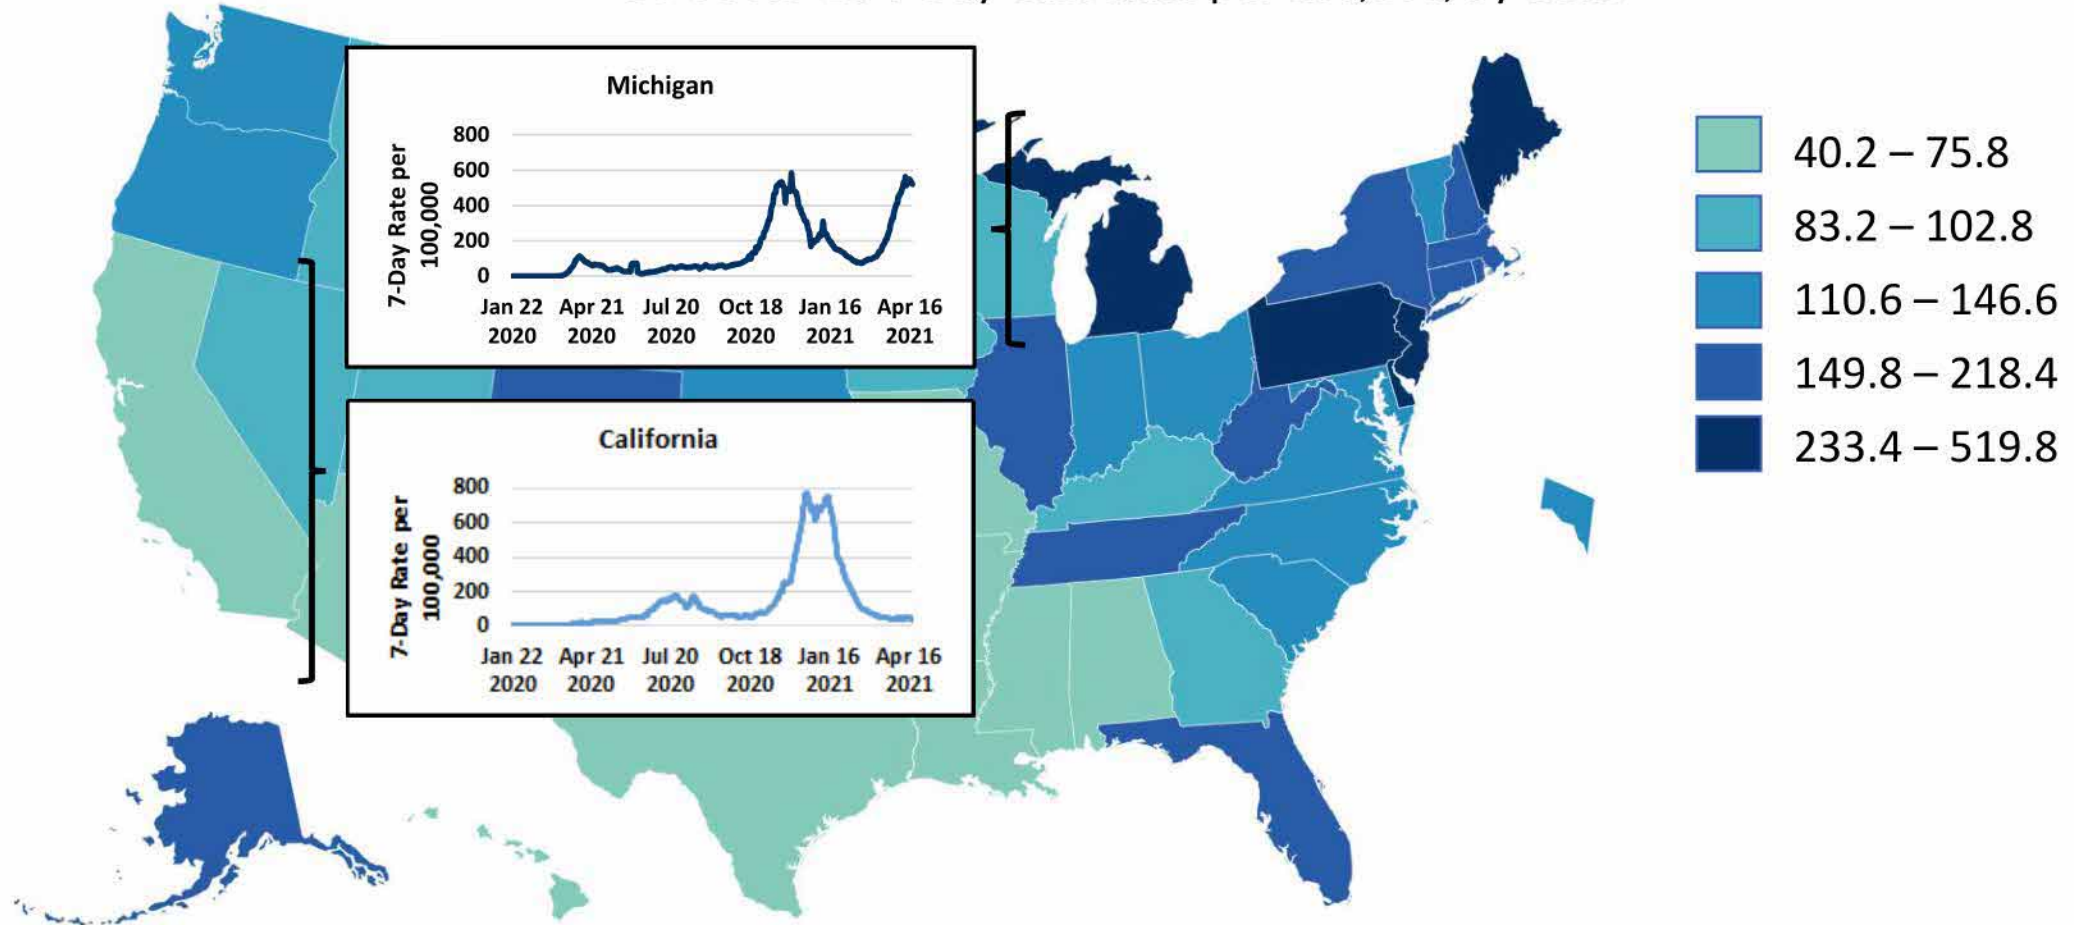 Michigan
7-Day Rate per
100,000
800
600
400
200
0
Jan 22 Apr 21 Jul 20 Oct 18 Jan 16 Apr 16
2020 2020 2020 2020 2021 2021
California
7-Day Rate per
100,000
800
600
400
200
0
Jan 22 Apr 21 Jul 20 Oct 18 Jan 16 Apr 16
2020 2020 2020 2020 2021 2021
40.2 – 75.8
83.2 – 102.8
110.6 – 146.6
149.8 – 218.4
233.4 – 519.8